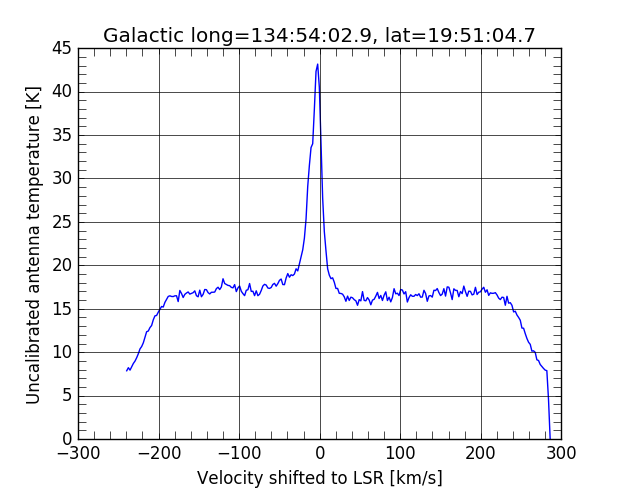 Galactic long=134:54:02.9, lat=19:51:04.7
Uncalibrated antenna temperature [K]
45
40
35
30
25
20
15
10
5
0
−300 −200 −100 0 100 200 300
Velocity shifted to LSR [km/s]